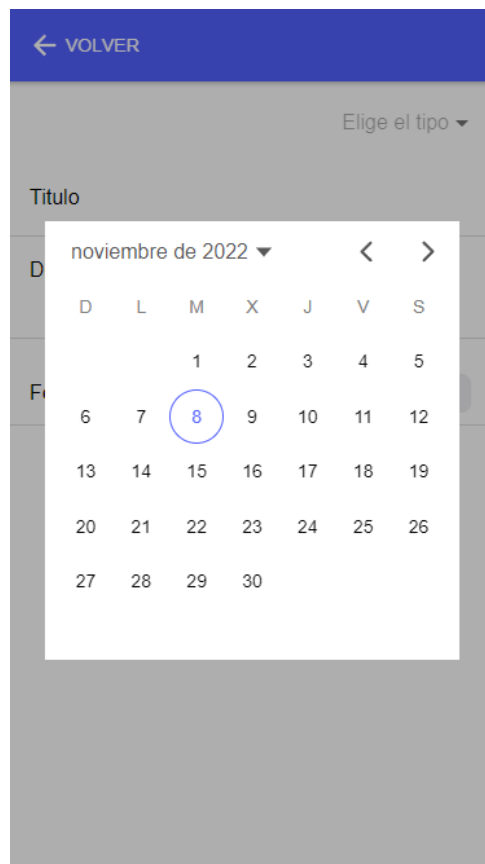 VOLVER
Elige el tipo
Titulo
noviembre de 2022
D
D L M X J V S
1 2 3 4 5
F
6 7 8 9 10 11 12
13 14 15 16 17 18 19
20 21 22 23 24 25 26
27 28 29 30